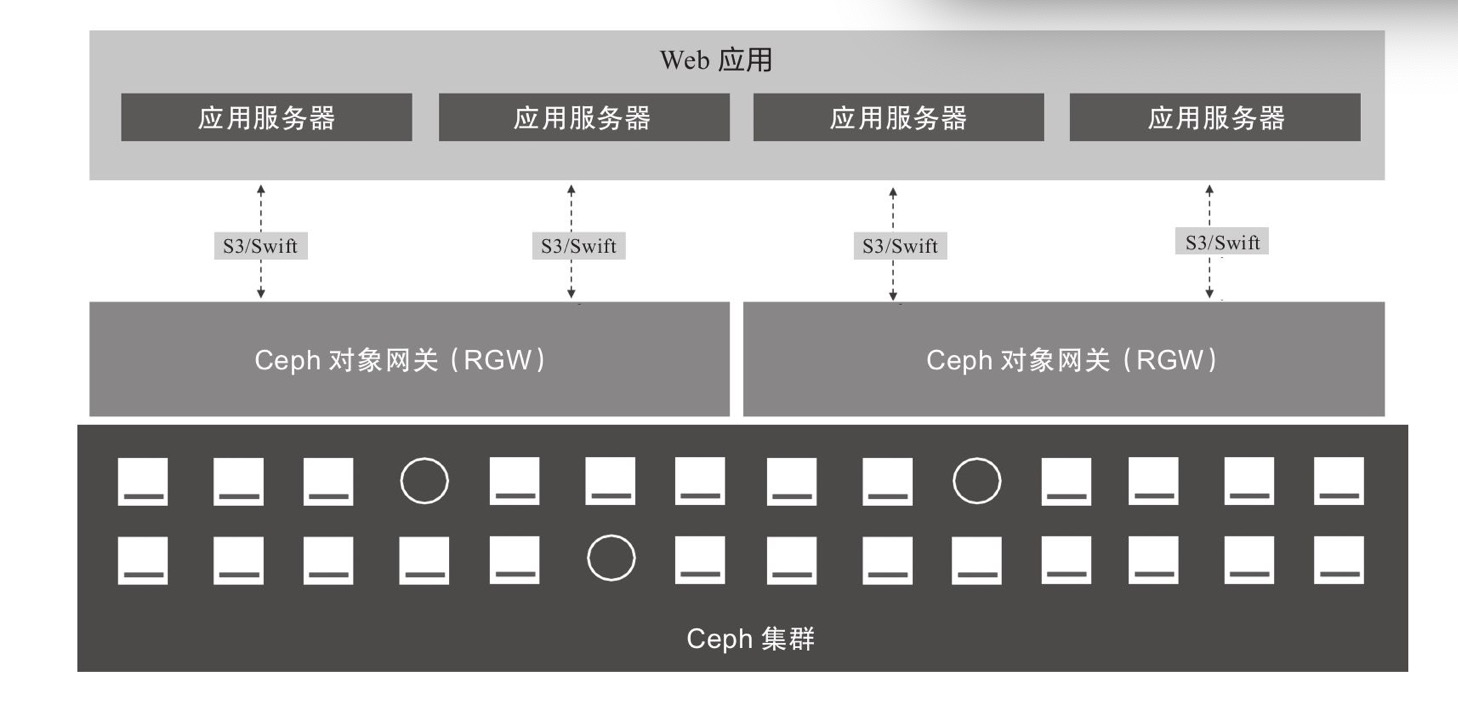 Web 应用
应用服务器 应用服务器 应用服务器 应用服务器
S3/Swift S3/Swift S3/Swift S3/Swift
Ceph 对象网关（RGW） Ceph 对象网关（RGW）
Ceph 集群